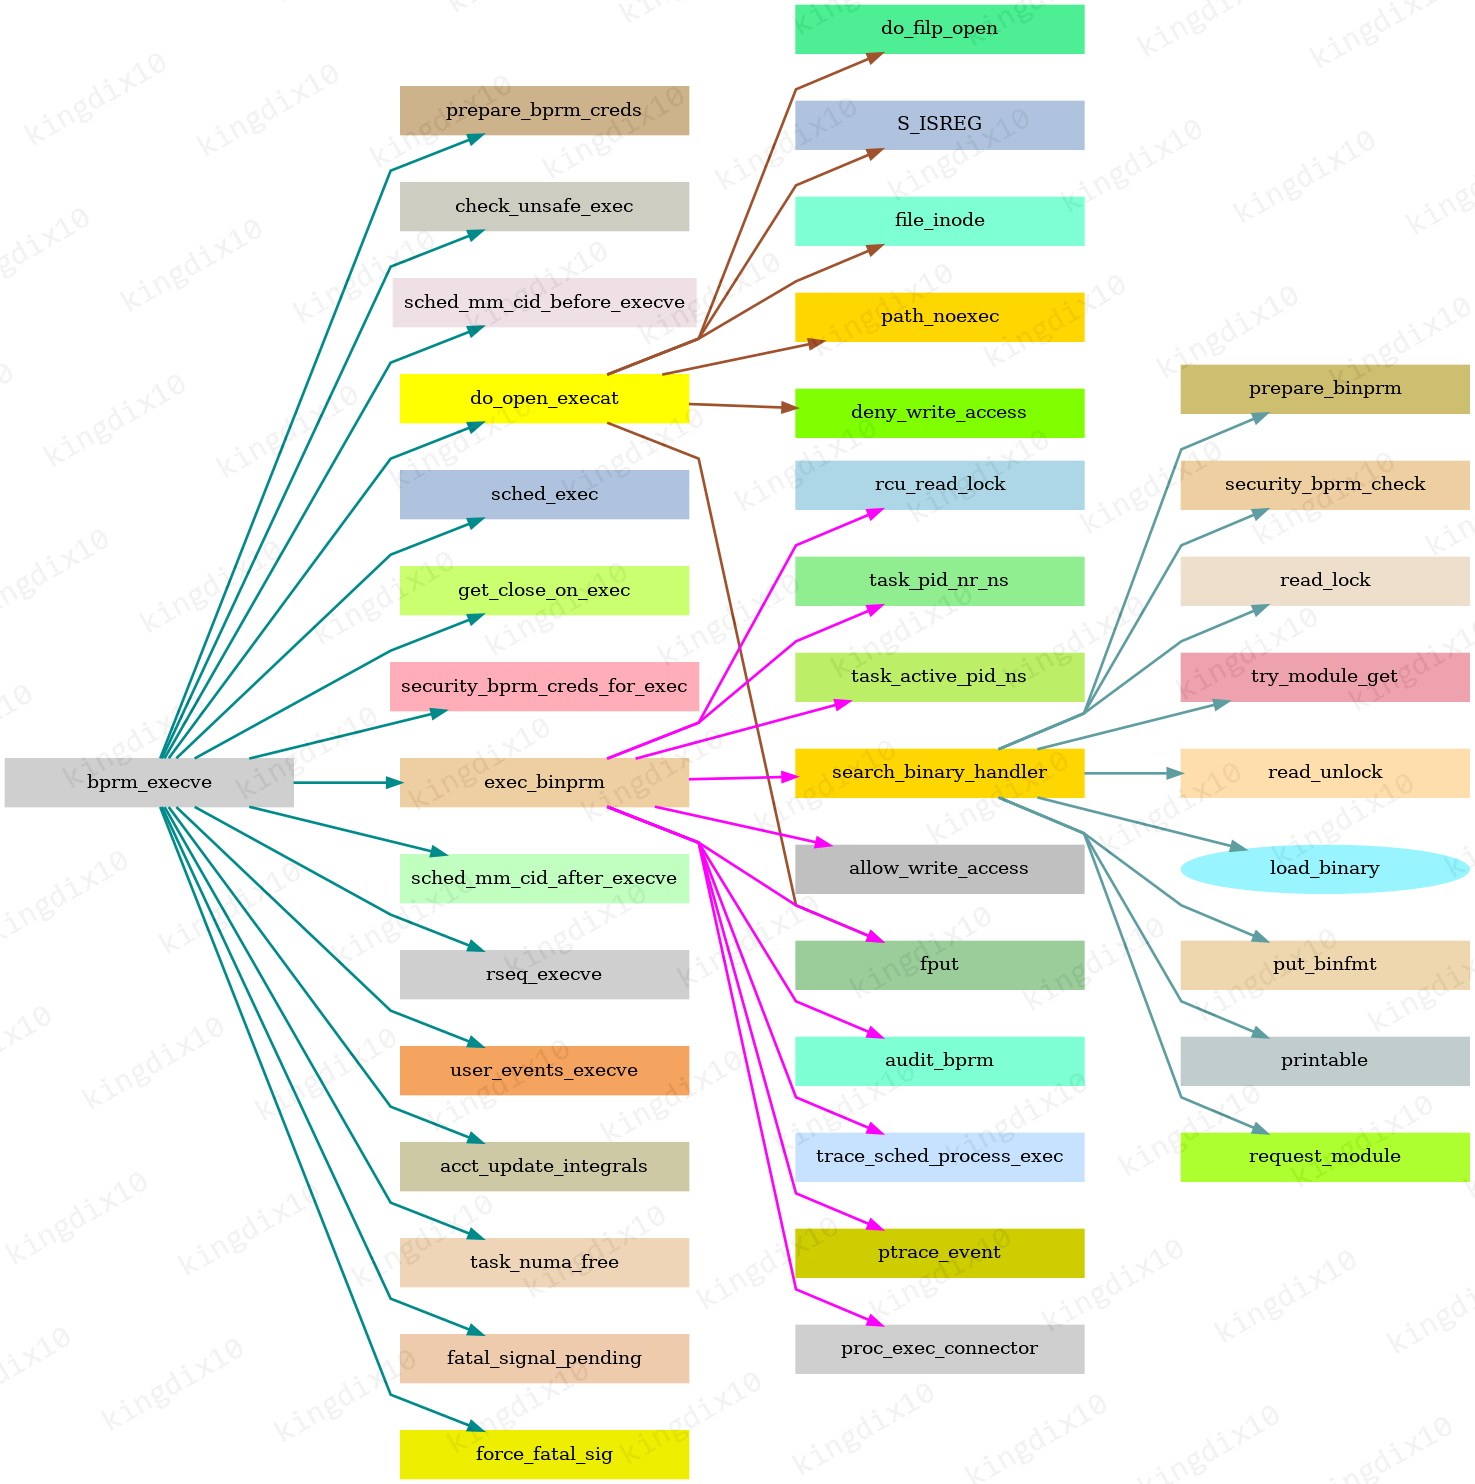 do_filp_open
prepare_bprm_creds
S_ISREG
check_unsafe_exec
file_inode
sched_mm_cid_before_execve
path_noexec
do_open_execat
deny_write_access
prepare_binprm
sched_exec
rcu_read_lock
security_bprm_check
get_close_on_exec
task_pid_nr_ns
read_lock
security_bprm_creds_for_exec
task_active_pid_ns
try_module_get
bprm_execve
exec_binprm
search_binary_handler
read_unlock
sched_mm_cid_after_execve
allow_write_access
load_binary
rseq_execve
fput
put_binfmt
user_events_execve
audit_bprm
printable
acct_update_integrals
trace_sched_process_exec
request_module
task_numa_free
ptrace_event
fatal_signal_pending
proc_exec_connector
force_fatal_sig
kingdix10